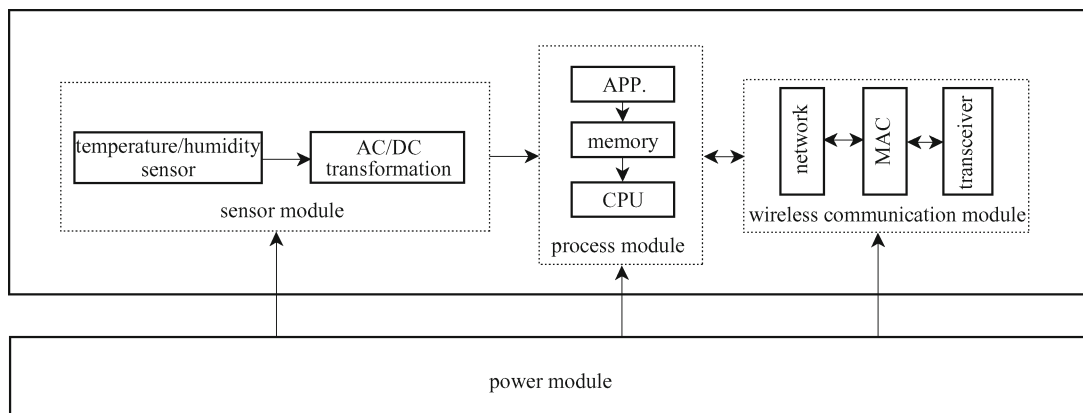 temperature/humidity
sensor
AC/DC
transformation
sensor module
APP.
memory
CPU
process module
network
MAC
transceiver
wireless communication module
power module